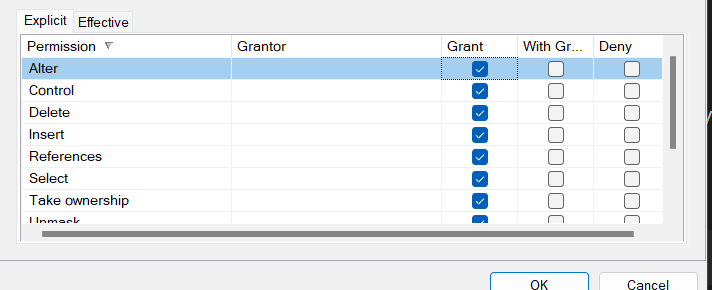 Explicit Effective
Permission Grantor Grant With Gr... Deny
Alter
Control
Delete
Insert
References
Select
Take ownership
Unmask
OK Cancel